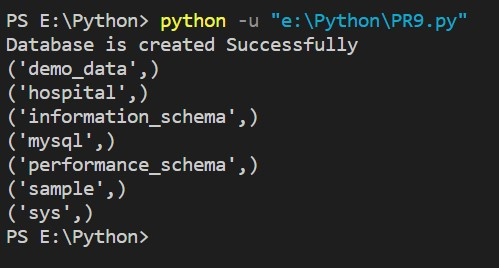 PS E:\Python> python -u "e:\Python\PR9.py"
Database is created Successfully
('demo_data',)
('hospital',)
('information_schema',)
('mysql',)
('performance_schema',)
('sample',)
('sys',)
PS E:\Python>